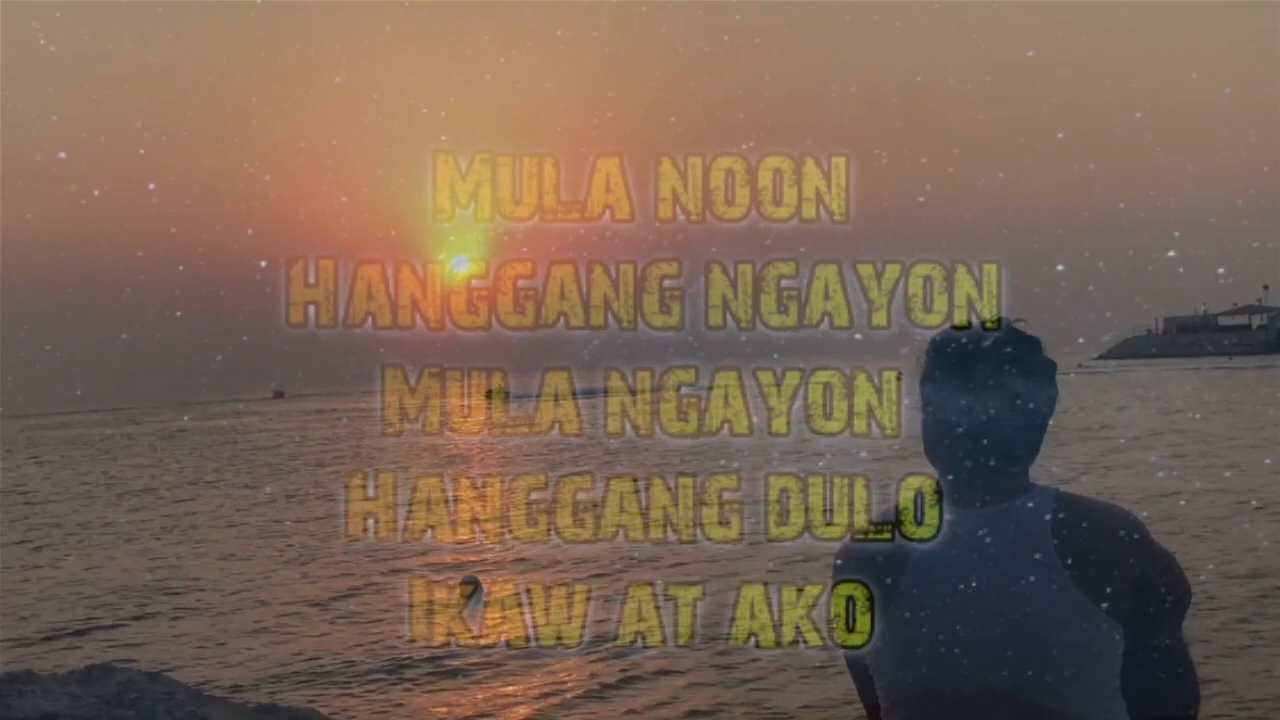 MULA NOON
HANGGANG NGAYON
MULA NGAYON
HANGGANG DULO
IKAW AT AKO